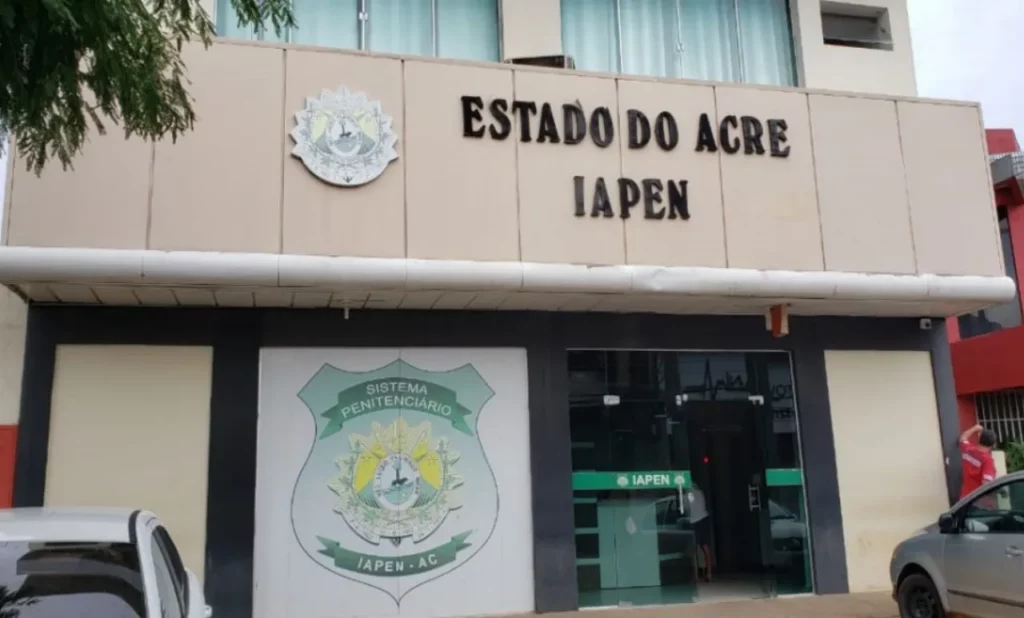 ESTADO DO ACRE
IAPEN
SISTEMA
PENITENCIÁRIO
IAPEN - AC
IAPEN